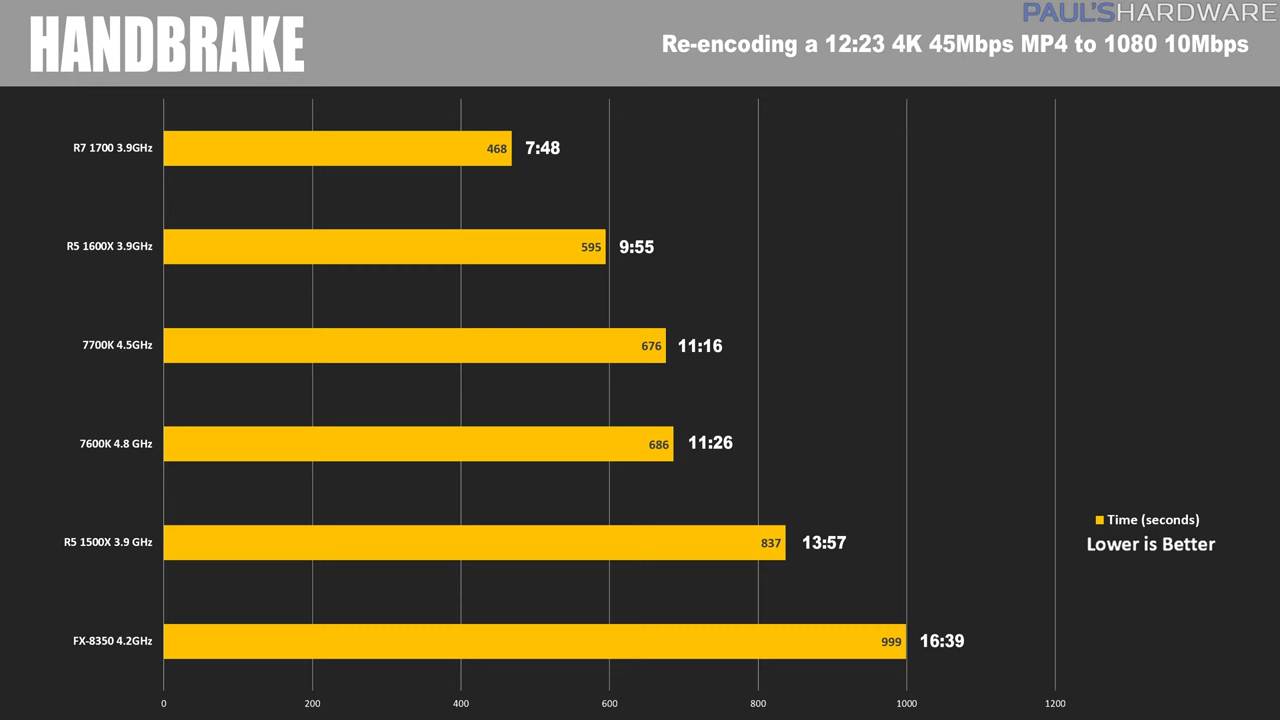 PAUL'SHARDWARE
HANDBRAKE
Re-encoding a 12:23 4K 45Mbps MP4 to 1080 10Mbps
R7 1700 3.9GHz 468 7:48
R5 1600X 3.9GHz 595 9:55
7700K 4.5GHz 676 11:16
7600K 4.8 GHz 686 11:26
R5 1500X 3.9 GHz 837 13:57
FX-8350 4.2GHz 999 16:39
Time (seconds)
Lower is Better
0 200 400 600 800 1000 1200